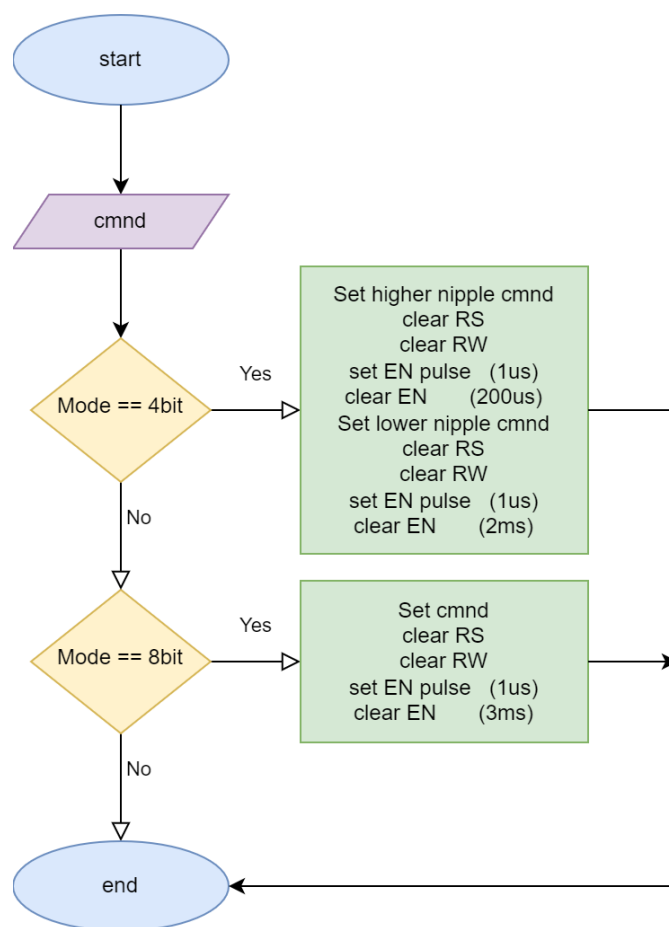 start
cmnd
Mode == 4bit
Yes
Set higher nipple cmnd
clear RS
clear RW
set EN pulse (1us)
clear EN (200us)
Set lower nipple cmnd
clear RS
clear RW
set EN pulse (1us)
clear EN (2ms)
No
Mode == 8bit
Yes
Set cmnd
clear RS
clear RW
set EN pulse (1us)
clear EN (3ms)
No
end